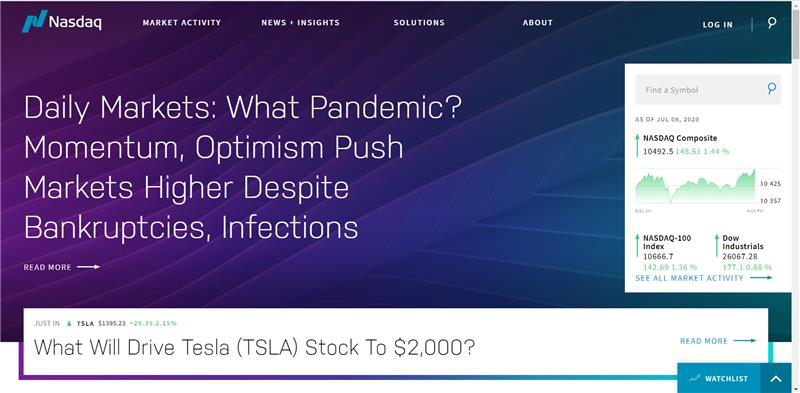 Nasdaq
MARKET ACTIVITY
NEWS + INSIGHTS
SOLUTIONS
ABOUT
LOG IN
Daily Markets: What Pandemic?
Momentum, Optimism Push
Markets Higher Despite
Bankruptcies, Infections
READ MORE
Find a Symbol
AS OF JUL 08, 2020
NASDAQ Composite
10492.5 148.61 1.44 %
10 425
10 357
9:31 AM
4:01 PM
NASDAQ-100
Index
10666.7
142.69 1.36 %
Dow
Industrials
26067.28
177.1 0.68 %
SEE ALL MARKET ACTIVITY
JUST IN TSLA $1395.23 +29.35 2.15%
What Will Drive Tesla (TSLA) Stock To $2,000?
READ MORE
WATCHLIST